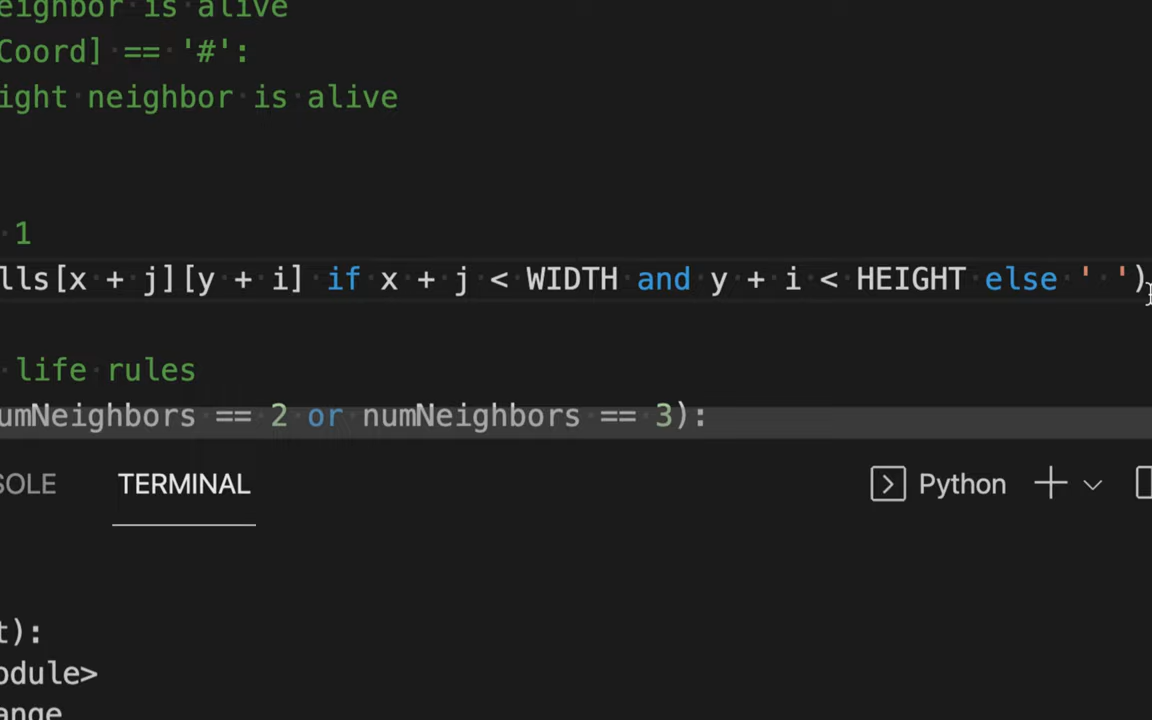 eighbor is alive
Coord] == '#':
ight neighbor is alive
1
lls[x + j][y + i] if x + j < WIDTH and y + i < HEIGHT else ' ')
life rules
umNeighbors == 2 or numNeighbors == 3):
SOLE TERMINAL Python
t):
odule>
ange